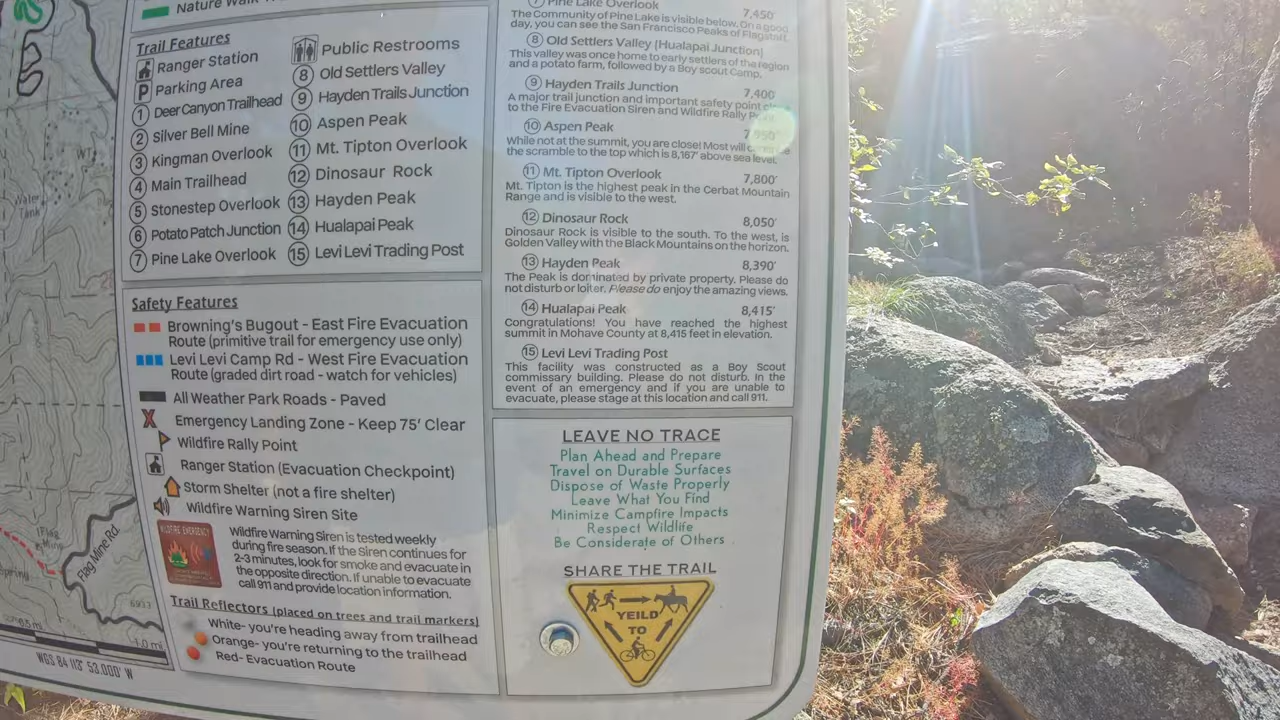 Nature Walk
Trail Features
Ranger Station
P Parking Area
1 Deer Canyon Trailhead
2 Silver Bell Mine
3 Kingman Overlook
4 Main Trailhead
5 Stonestep Overlook
6 Potato Patch Junction
7 Pine Lake Overlook
Public Restrooms
8 Old Settlers Valley
9 Hayden Trails Junction
10 Aspen Peak
11 Mt. Tipton Overlook
12 Dinosaur Rock
13 Hayden Peak
14 Hualapai Peak
15 Levi Levi Trading Post
Safety Features
Browning's Bugout - East Fire Evacuation
Route (primitive trail for emergency use only)
Levi Levi Camp Rd - West Fire Evacuation
Route (graded dirt road - watch for vehicles)
All Weather Park Roads - Paved
X Emergency Landing Zone - Keep 75' Clear
Wildfire Rally Point
Ranger Station (Evacuation Checkpoint)
Storm Shelter (not a fire shelter)
Wildfire Warning Siren Site
WILDFIRE EMERGENCY
Wildfire Warning Siren is tested weekly
during fire season. If the siren continues for
2-3 minutes, look for smoke and evacuate in
the opposite direction. If unable to evacuate
call 911 and provide location information.
Trail Reflectors (placed on trees and trail markers)
White- you're heading away from trailhead
Orange- you're returning to the trailhead
Red- Evacuation Route
7 Pine Lake Overlook 7,450'
The Community of Pine Lake is visible below. On a good
day, you can see the San Francisco Peaks of Flagstaff.
8 Old Settlers Valley (Hualapai Junction)
This valley was once home to early settlers of the region
and a potato farm, followed by a Boy scout Camp.
9 Hayden Trails Junction 7,400'
A major trail junction and important safety point
to the Fire Evacuation Siren and Wildfire Rally
10 Aspen Peak 7,950'
While not at the summit, you are close! Most will
the scramble to the top which is 8,167' above sea level.
11 Mt. Tipton Overlook 7,800'
Mt. Tipton is the highest peak in the Cerbat Mountain
Range and is visible to the west.
12 Dinosaur Rock 8,050'
Dinosaur Rock is visible to the south. To the west, is
Golden Valley with the Black Mountains on the horizon.
13 Hayden Peak 8,390'
The Peak is dominated by private property. Please do
not disturb or loiter. Please do enjoy the amazing views.
14 Hualapai Peak 8,415'
Congratulations! You have reached the highest
summit in Mohave County at 8,415 feet in elevation.
15 Levi Levi Trading Post
This facility was constructed as a Boy Scout
commissary building. Please do not disturb. In the
event of an emergency and if you are unable to
evacuate, please stage at this location and call 911.
LEAVE NO TRACE
Plan Ahead and Prepare
Travel on Durable Surfaces
Dispose of Waste Properly
Leave What You Find
Minimize Campfire Impacts
Respect Wildlife
Be Considerate of Others
SHARE THE TRAIL
YEILD
TO
WT
Water
Tank
Flag
Mine
Flag Mine Rd
Spring
6933
1.0 mi
WGS 84 113° 53.000' W